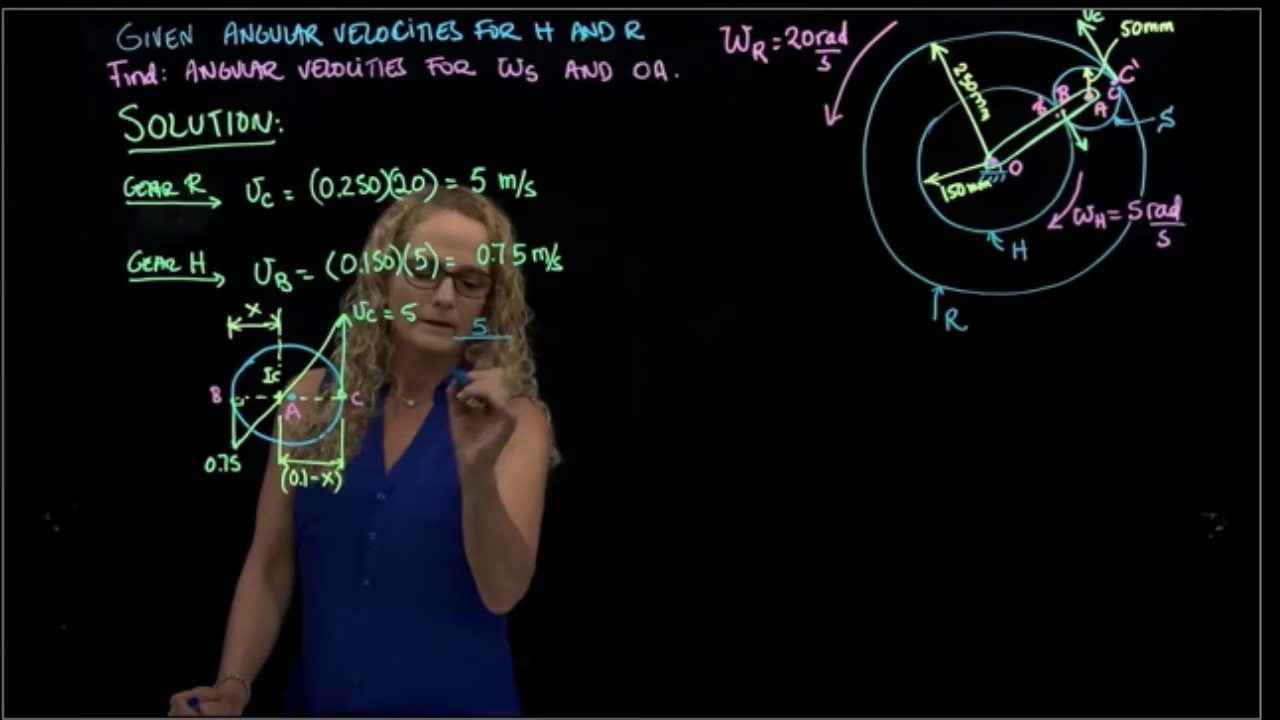 GIVEN ANGULAR VELOCITIES FOR H AND R
Find: ANGULAR VELOCITIES FOR ωs AND OA.
SOLUTION:
GEAR R → Vc = (0.250)(20) = 5 m/s
GEAR H → VB = (0.150)(5) = 0.75 m/s
x
Vc = 5
5
Ic
B
A
C
0.75
(0.1-x)
WR = 20 rad/s
Vc
50mm
250mm
C'
B
C
A
S
O
150mm
ωH = 5 rad/s
H
R